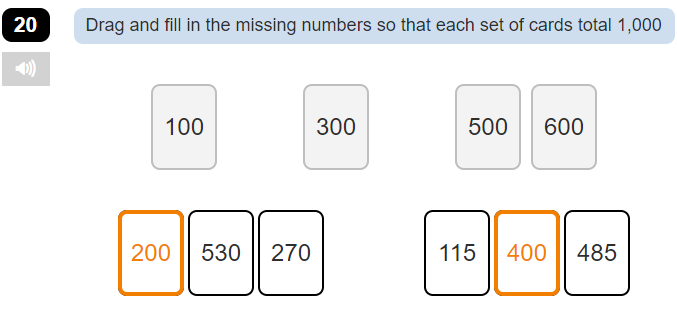 20 Drag and fill in the missing numbers so that each set of cards total 1,000
100 300 500 600
200 530 270 115 400 485